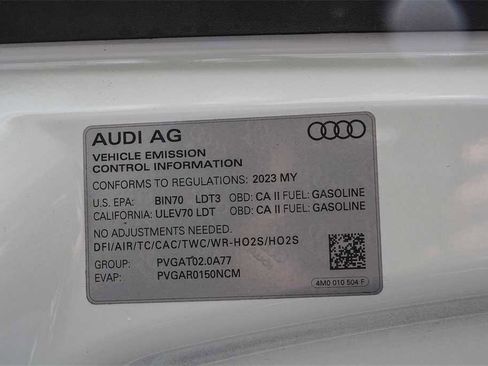 AUDI AG
VEHICLE EMISSION
CONTROL INFORMATION
CONFORMS TO REGULATIONS: 2023 MY
U.S. EPA: BIN70 LDT3 OBD: CA II FUEL: GASOLINE
CALIFORNIA: ULEV70 LDT OBD: CA II FUEL: GASOLINE
NO ADJUSTMENTS NEEDED.
DFI/AIR/TC/CAC/TWC/WR-HO2S/HO2S
GROUP: PVGAT02.0A77
EVAP: PVGAR0150NCM
4M0 010 504 F